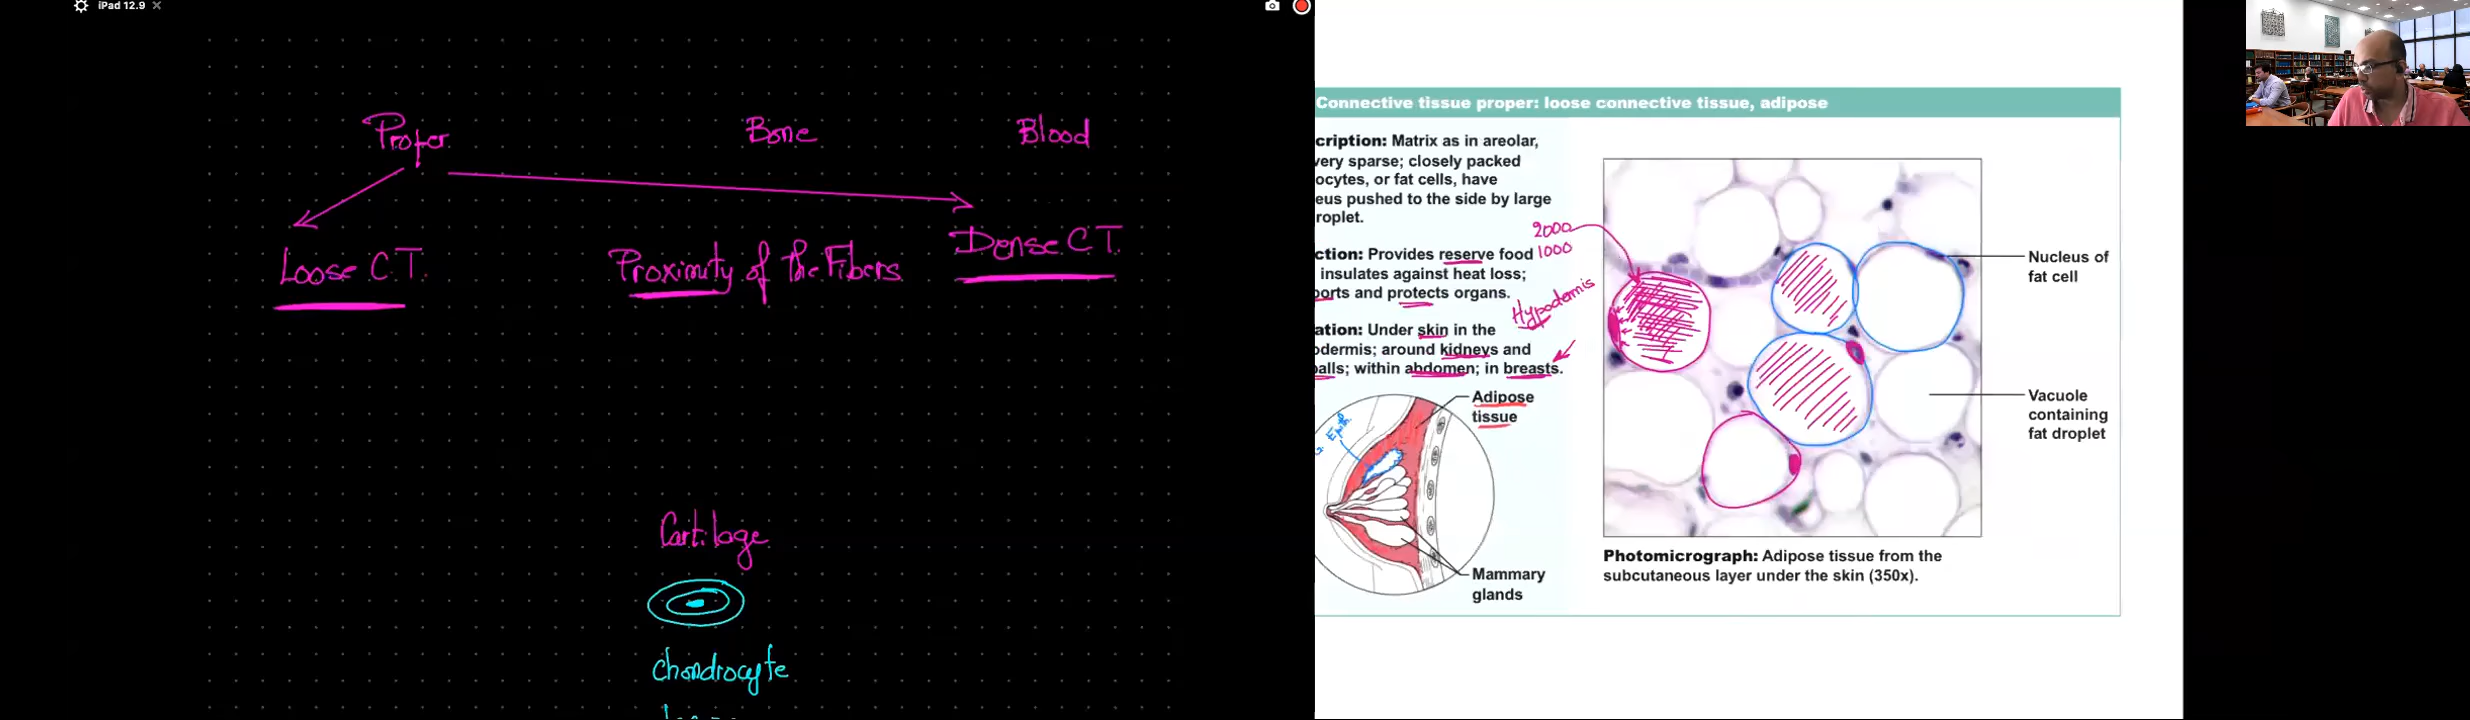 iPad 12.9
Proper
Bone
Blood
Loose C.T.
Proximity of the Fibers
Dense C.T.
Cartilage
chondrocyte
Connective tissue proper: loose connective tissue, adipose
cription: Matrix as in areolar,
very sparse; closely packed
ocytes, or fat cells, have
eus pushed to the side by large
roplet.
ction: Provides reserve food
insulates against heat loss;
ports and protects organs.
ation: Under skin in the
odermis; around kidneys and
balls; within abdomen; in breasts.
2000
1000
Hypodermis
Adipose
tissue
Epith.
Mammary
glands
Nucleus of
fat cell
Vacuole
containing
fat droplet
Photomicrograph: Adipose tissue from the
subcutaneous layer under the skin (350x).